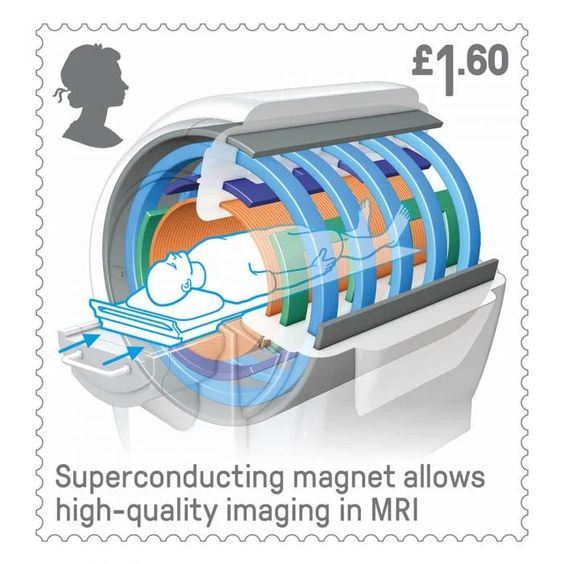 £1.60
Superconducting magnet allows
high-quality imaging in MRI